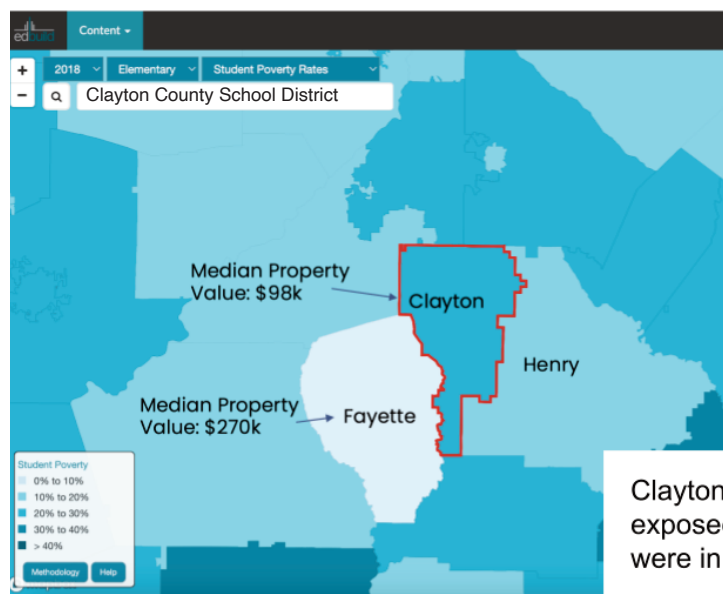 edbuild
Content
+
2018
Elementary
Student Poverty Rates
−
Clayton County School District
Median Property
Value: $98k
Clayton
Henry
Median Property
Value: $270k
Fayette
Student Poverty
0% to 10%
10% to 20%
20% to 30%
30% to 40%
> 40%
Methodology
Help
Clayton
exposed
were in